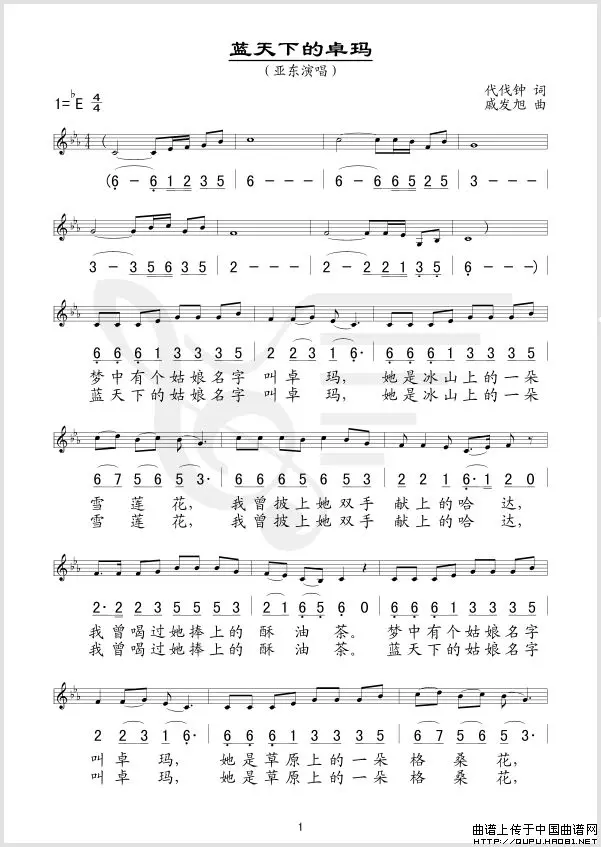 蓝天下的卓玛
（亚东演唱）
1=♭E 4/4
代伐钟 词
戚发旭 曲
(6 - 6 1 2 3 5 | 6 - - - | 6 - 6 6 5 2 5 | 3 - - - |
3 - 3 5 6 3 5 | 2 - - - | 2 - 2 2 2 1 3 5 | 6 - - -) |
6 6 6 1 3 3 3 5 | 2 2 3 1 6· | 6 6 6 1 3 3 3 5 |
梦中有个姑娘名字 叫卓玛， 她是冰山上的一朵
蓝天下的姑娘名字 叫卓玛， 她是冰山上的一朵
6 7 5 6 5 3· | 3 6 6 5 6 5 3 | 2 2 1 6· 1 2 0 |
雪莲花， 我曾披上她双手 献上的哈达，
雪莲花， 我曾披上她双手 献上的哈达，
2· 2 2 3 5 5 5 3 | 2 1 6 5 6 0 | 6 6 6 1 3 3 3 5 |
我曾喝过她捧上的 酥油茶。 梦中有个姑娘名字
我曾喝过她捧上的 酥油茶。 蓝天下的姑娘名字
2 2 3 1 6· | 6 6 6 1 3 3 3 5 | 6 7 5 6 5 3 |
叫卓玛， 她是草原上的一朵 格桑花，
叫卓玛， 她是草原上的一朵 格桑花，
1
曲谱上传于中国曲谱网
HTTP://QUPU.HAO81.NET